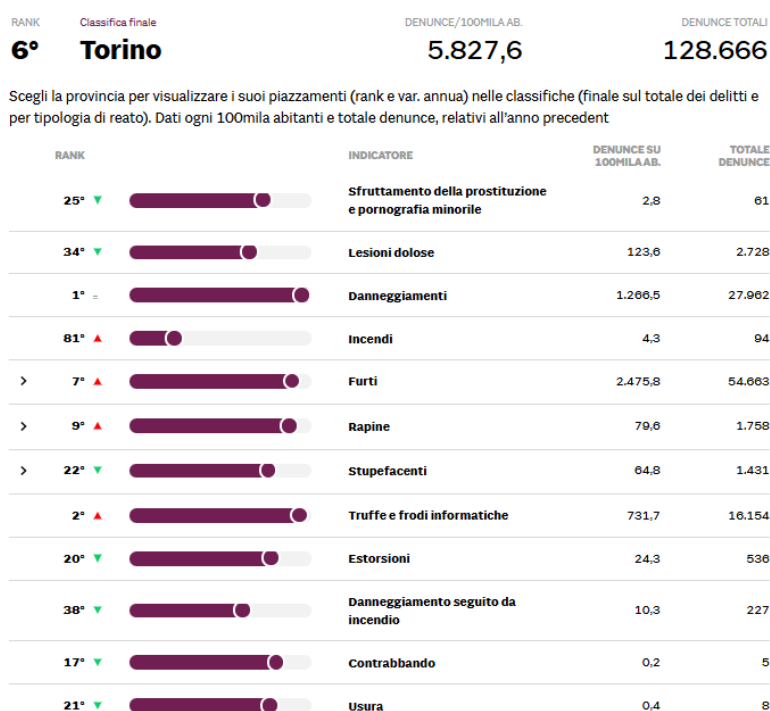 RANK Classifica finale DENUNCE/100MILA AB. DENUNCE TOTALI
6° Torino 5.827,6 128.666
Scegli la provincia per visualizzare i suoi piazzamenti (rank e var. annua) nelle classifiche (finale sul totale dei delitti e
per tipologia di reato). Dati ogni 100mila abitanti e totale denunce, relativi all'anno precedent
RANK INDICATORE DENUNCE SU 100MILA AB. TOTALE DENUNCE
25° Sfruttamento della prostituzione e pornografia minorile 2,8 61
34° Lesioni dolose 123,6 2.728
1° = Danneggiamenti 1.266,5 27.962
81° Incendi 4,3 94
7° Furti 2.475,8 54.663
9° Rapine 79,6 1.758
22° Stupefacenti 64,8 1.431
2° Truffe e frodi informatiche 731,7 16.154
20° Estorsioni 24,3 536
38° Danneggiamento seguito da incendio 10,3 227
17° Contrabbando 0,2 5
21° Usura 0,4 8